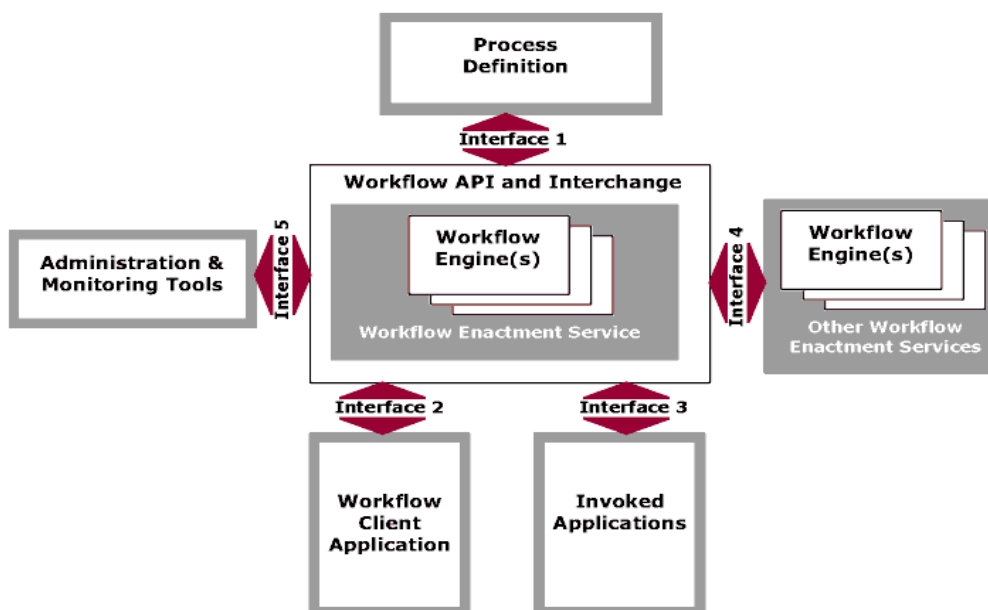 Process
Definition
Interface 1
Workflow API and Interchange
Workflow
Engine(s)
Workflow Enactment Service
Interface 5
Administration &
Monitoring Tools
Interface 4
Workflow
Engine(s)
Other Workflow
Enactment Services
Interface 2
Interface 3
Workflow
Client
Application
Invoked
Applications